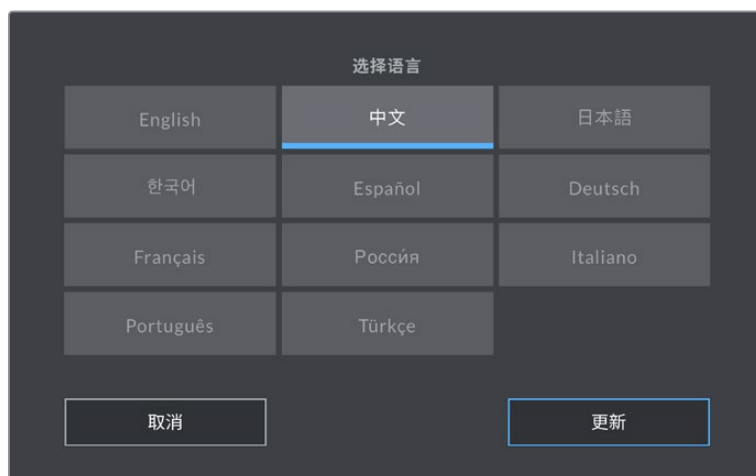 选择语言
English 中文 日本語
한국어 Español Deutsch
Français Росси́я Italiano
Português Türkçe
取消 更新